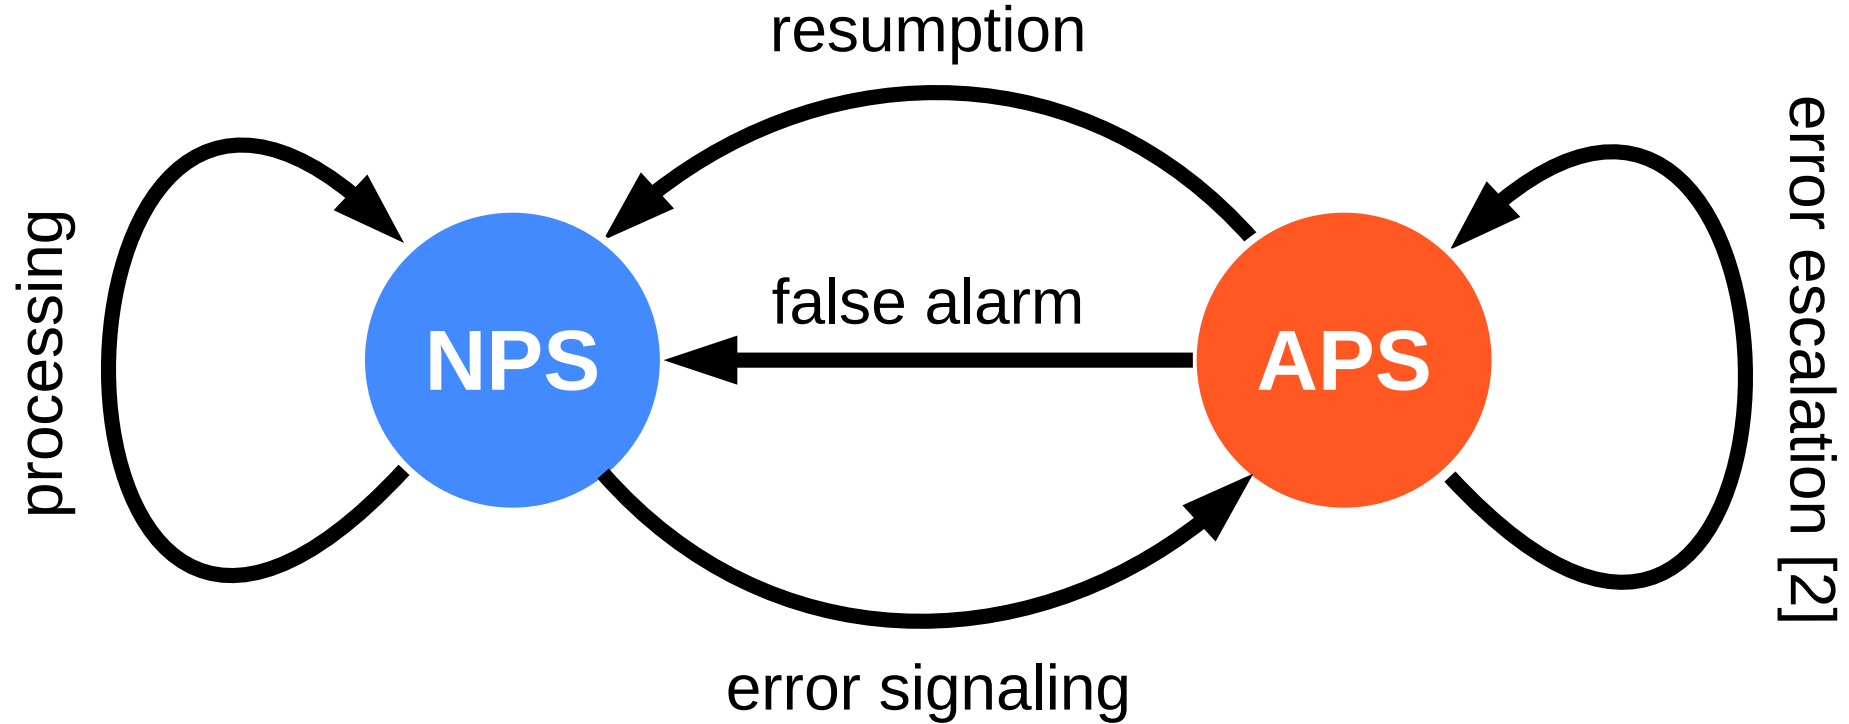 resumption
processing
false alarm
NPS
APS
error escalation [2]
error signaling